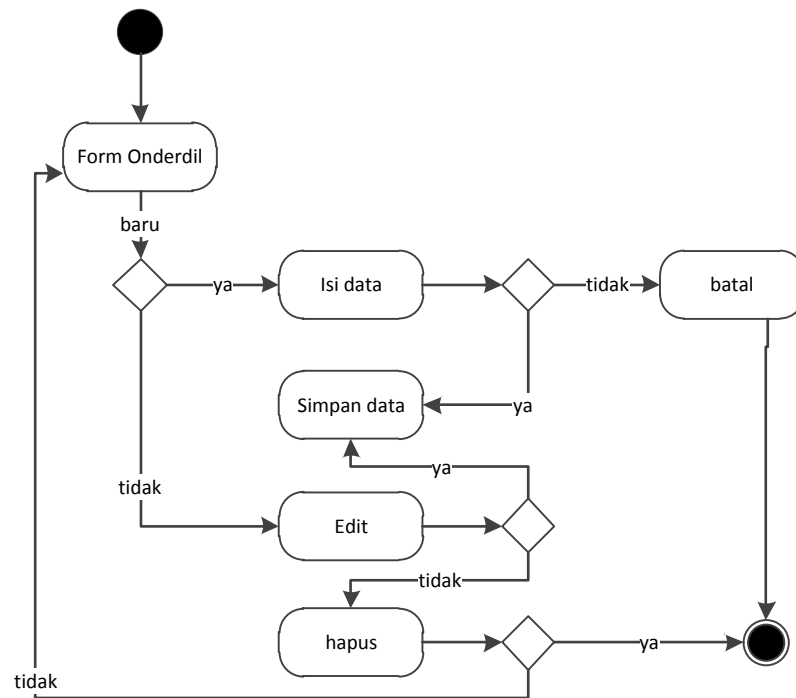 Form Onderdil
baru
ya
Isi data
tidak
batal
Simpan data
ya
ya
tidak
Edit
tidak
hapus
ya
tidak